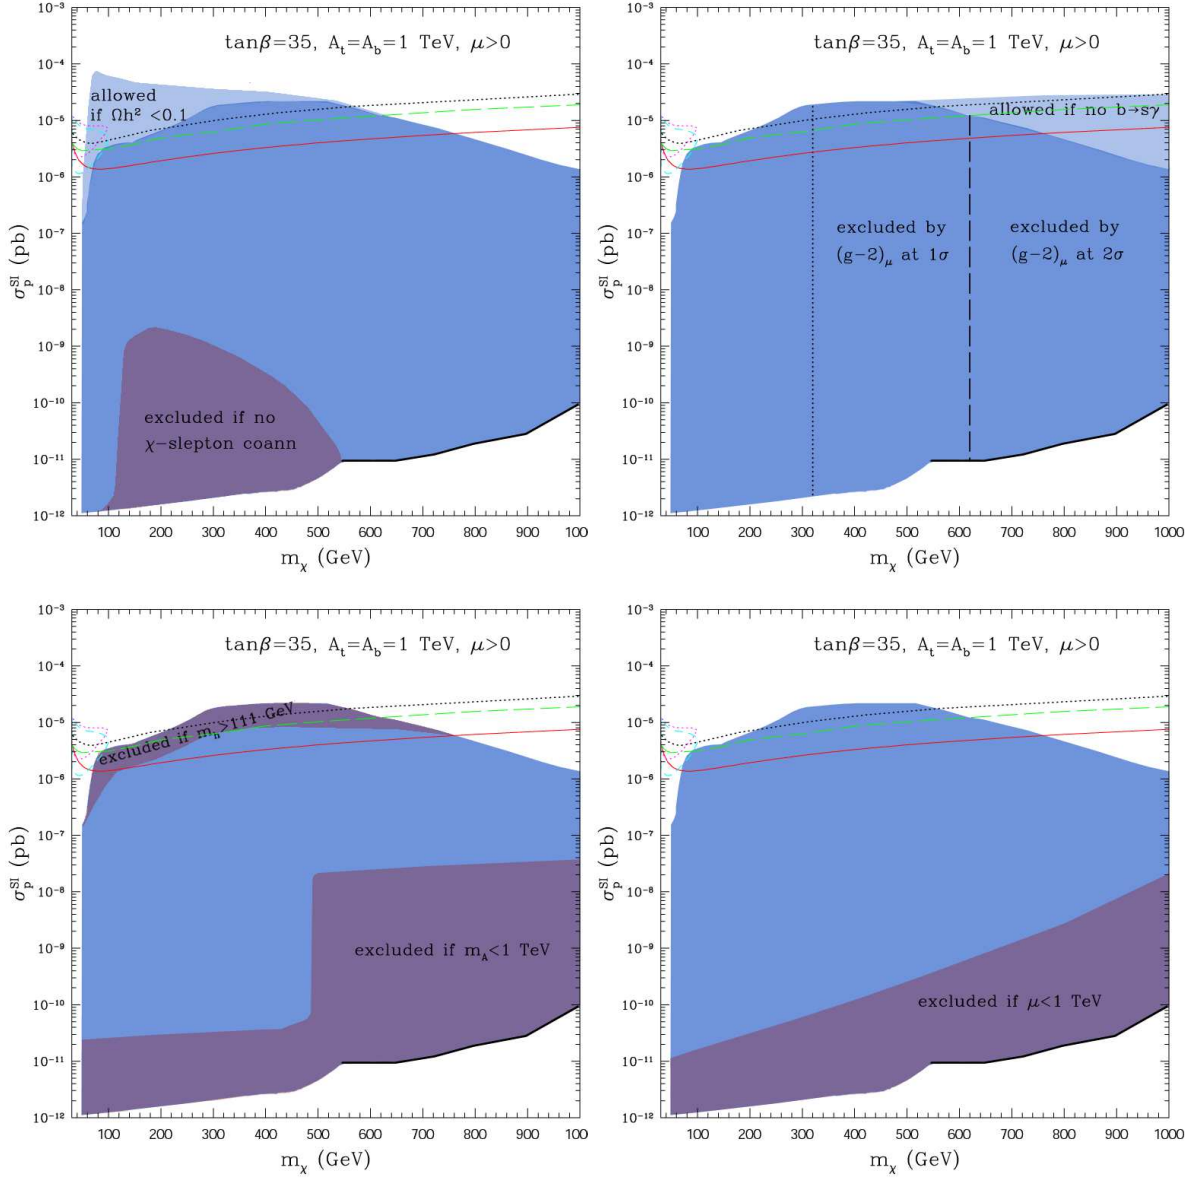 tanβ=35, A_t=A_b=1 TeV, μ>0
allowed
if Ωh² <0.1
excluded if no
χ−slepton coann
σ_p^SI (pb)
10⁻³
10⁻⁴
10⁻⁵
10⁻⁶
10⁻⁷
10⁻⁸
10⁻⁹
10⁻¹⁰
10⁻¹¹
10⁻¹²
100 200 300 400 500 600 700 800 900 100
m_χ (GeV)
tanβ=35, A_t=A_b=1 TeV, μ>0
allowed if no b→sγ
excluded by
(g−2)_μ at 1σ
excluded by
(g−2)_μ at 2σ
σ_p^SI (pb)
10⁻³
10⁻⁴
10⁻⁵
10⁻⁶
10⁻⁷
10⁻⁸
10⁻⁹
10⁻¹⁰
10⁻¹¹
10⁻¹²
100 200 300 400 500 600 700 800 900 1000
m_χ (GeV)
tanβ=35, A_t=A_b=1 TeV, μ>0
excluded if m_h>111 GeV
excluded if m_A<1 TeV
σ_p^SI (pb)
10⁻³
10⁻⁴
10⁻⁵
10⁻⁶
10⁻⁷
10⁻⁸
10⁻⁹
10⁻¹⁰
10⁻¹¹
10⁻¹²
100 200 300 400 500 600 700 800 900 100
m_χ (GeV)
tanβ=35, A_t=A_b=1 TeV, μ>0
excluded if μ<1 TeV
σ_p^SI (pb)
10⁻³
10⁻⁴
10⁻⁵
10⁻⁶
10⁻⁷
10⁻⁸
10⁻⁹
10⁻¹⁰
10⁻¹¹
10⁻¹²
100 200 300 400 500 600 700 800 900 1000
m_χ (GeV)